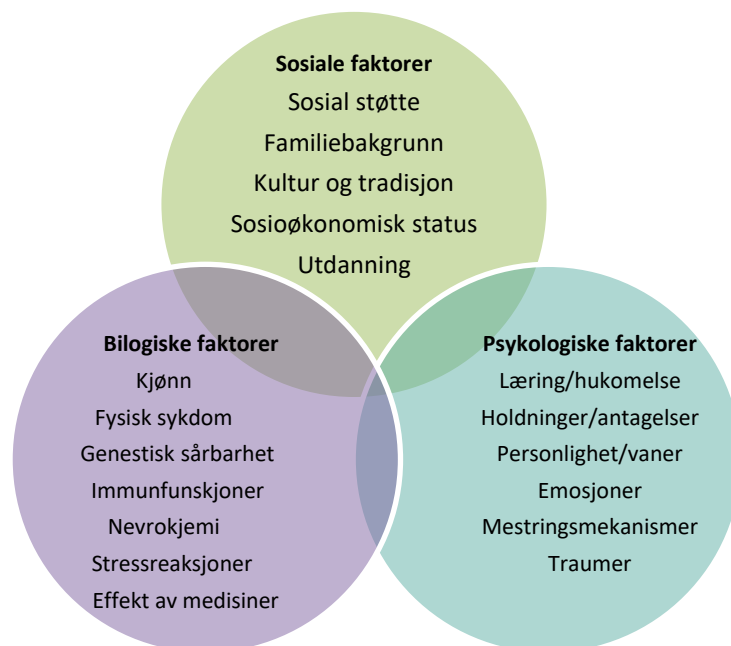 Sosiale faktorer
Sosial støtte
Familiebakgrunn
Kultur og tradisjon
Sosioøkonomisk status
Utdanning
Bilogiske faktorer
Kjønn
Fysisk sykdom
Genestisk sårbarhet
Immunfunskjoner
Nevrokjemi
Stressreaksjoner
Effekt av medisiner
Psykologiske faktorer
Læring/hukomelse
Holdninger/antagelser
Personlighet/vaner
Emosjoner
Mestringsmekanismer
Traumer